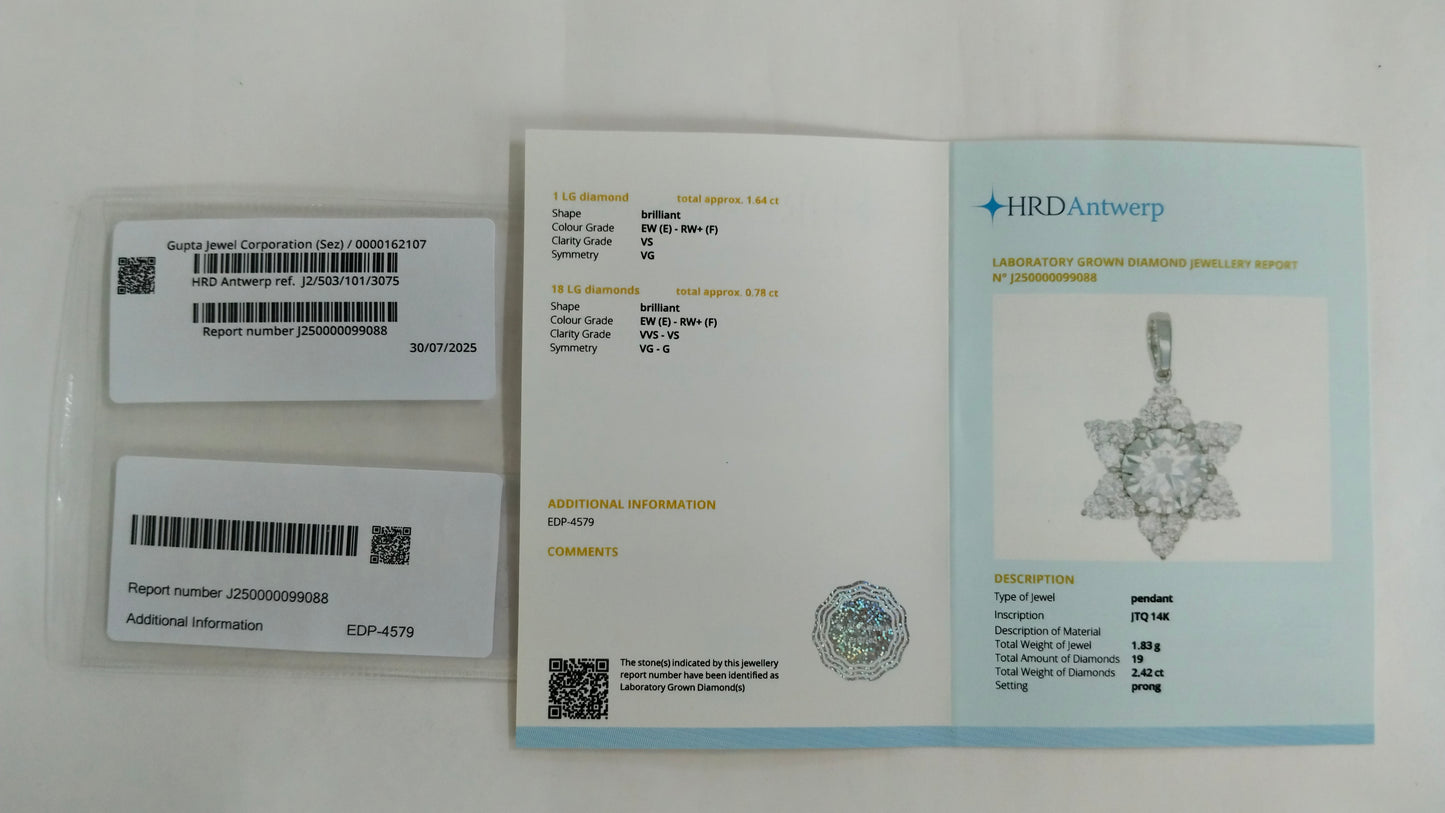 Gupta Jewel Corporation (Sez) / 0000162107
HRD Antwerp ref. J2/503/101/3075
Report number J250000099088
30/07/2025
Report number J250000099088
Additional Information EDP-4579
1 LG diamond total approx. 1.64 ct
Shape brilliant
Colour Grade EW (E) - RW+ (F)
Clarity Grade VS
Symmetry VG
18 LG diamonds total approx. 0.78 ct
Shape brilliant
Colour Grade EW (E) - RW+ (F)
Clarity Grade VVS - VS
Symmetry VG - G
ADDITIONAL INFORMATION
EDP-4579
COMMENTS
The stone(s) indicated by this jewellery
report number have been identified as
Laboratory Grown Diamond(s)
HRDAntwerp
LABORATORY GROWN DIAMOND JEWELLERY REPORT
N° J250000099088
DESCRIPTION
Type of Jewel pendant
Inscription JTQ 14K
Description of Material
Total Weight of Jewel 1.83 g
Total Amount of Diamonds 19
Total Weight of Diamonds 2.42 ct
Setting prong